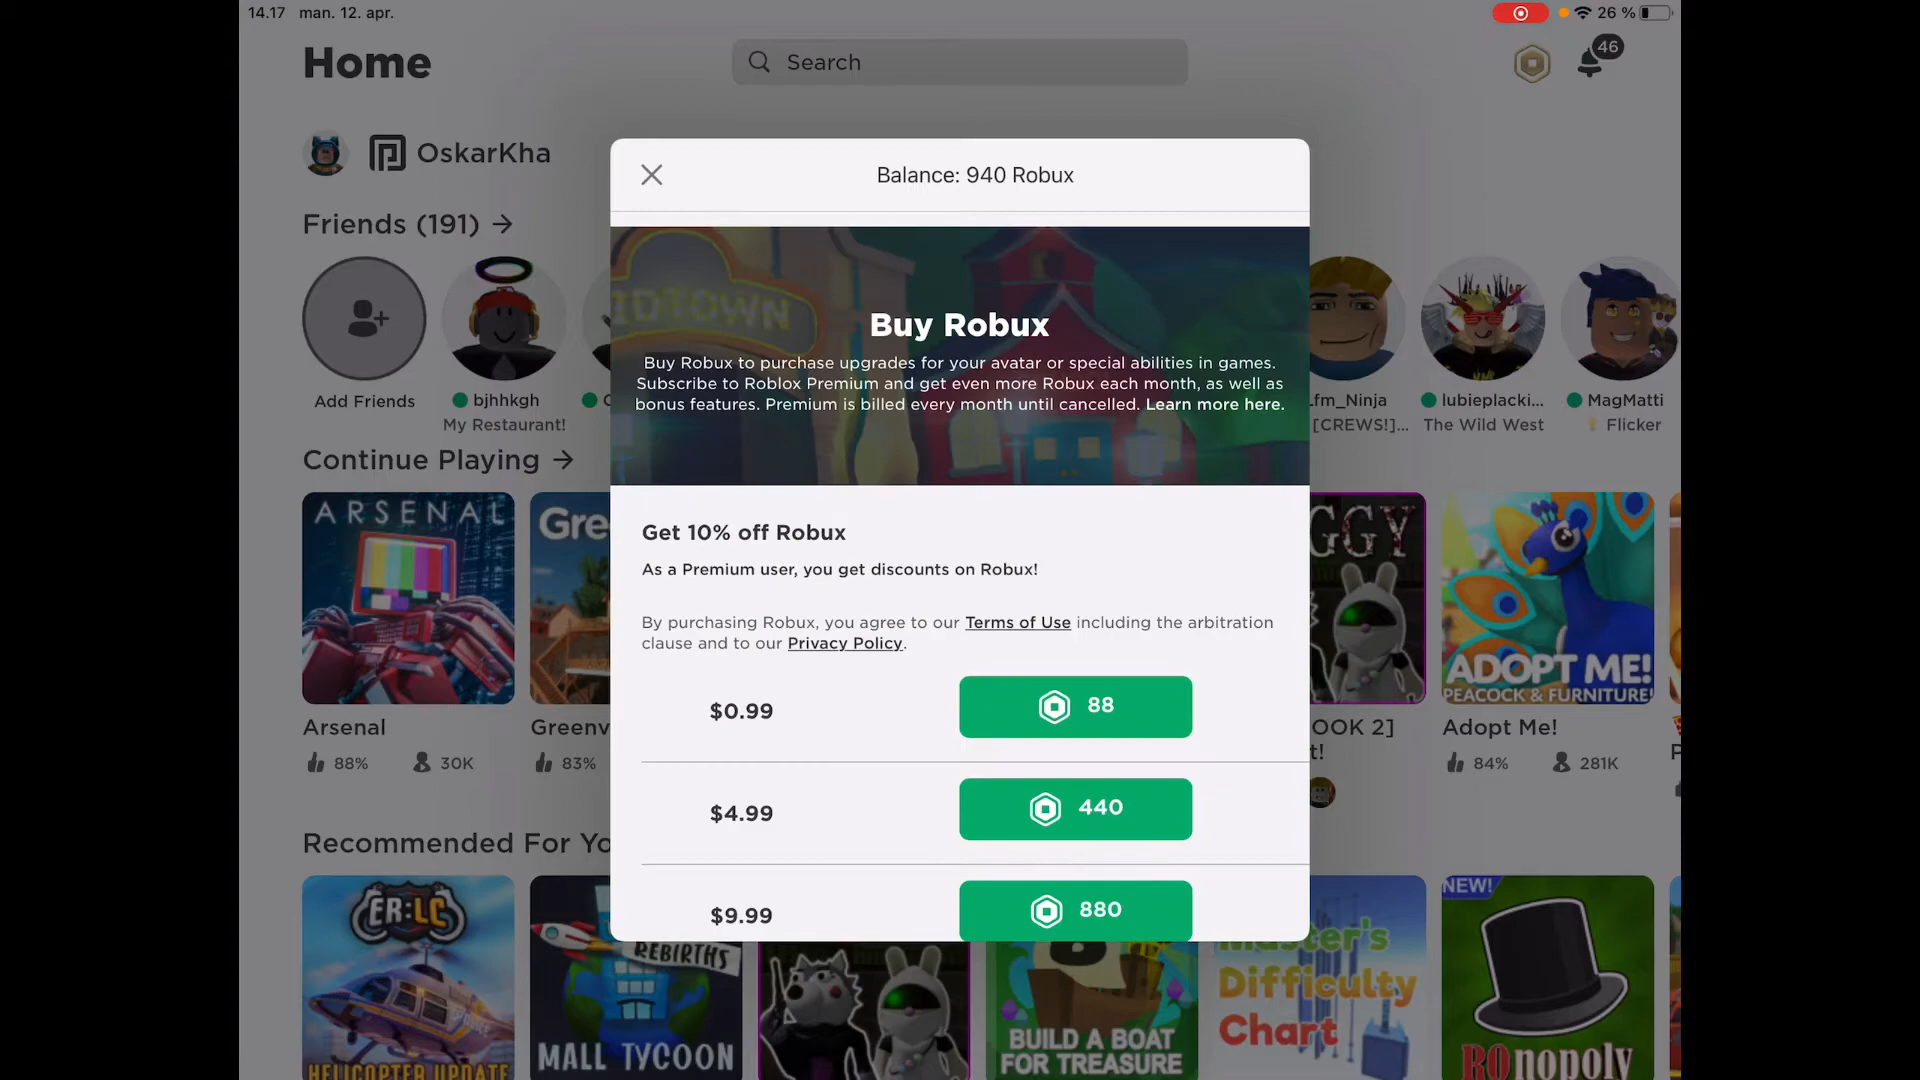 14.17 man. 12. apr.
26 %
Home
Search
46
OskarKha
Balance: 940 Robux
Friends (191) →
IDTOWN
Buy Robux
Buy Robux to purchase upgrades for your avatar or special abilities in games.
Subscribe to Roblox Premium and get even more Robux each month, as well as
bonus features. Premium is billed every month until cancelled. Learn more here.
Add Friends
bjhhkgh
My Restaurant!
fm_Ninja
[CREWS!]...
lubieplacki...
The Wild West
MagMatti
Flicker
Continue Playing →
ARSENAL
Gre
GGY
ADOPT ME!
PEACOCK & FURNITURE!
Get 10% off Robux
As a Premium user, you get discounts on Robux!
By purchasing Robux, you agree to our Terms of Use including the arbitration
clause and to our Privacy Policy.
$0.99
88
$4.99
440
$9.99
880
Arsenal
88% 30K
Greenv
83%
OOK 2]
t!
Adopt Me!
84% 281K
P
Recommended For Yo
ER:LC
HELICOPTER UPDATE
REBIRTHS
MALL TYCOON
BUILD A BOAT
FOR TREASURE
ster's
Difficulty
Chart
NEW!
ROnopoly